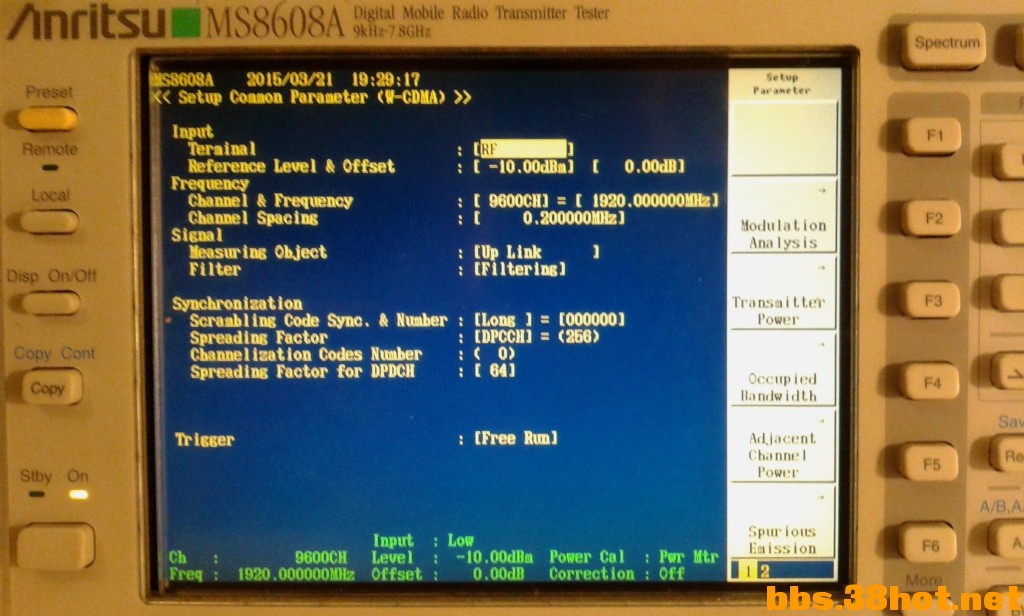 Anritsu MS8608A Digital Mobile Radio Transmitter Tester
9kHz-7.8GHz
Spectrum
Preset
Remote
Local
Disp On/Off
Copy Cont
Copy
Stby On
MS8608A 2015/03/21 19:29:17
<< Setup Common Parameter (W-CDMA) >>
Input
Terminal : [RF ]
Reference Level & Offset : [ -10.00dBm] [ 0.00dB]
Frequency
Channel & Frequency : [ 9600CH] = [ 1920.000000MHz]
Channel Spacing : [ 0.200000MHz]
Signal
Measuring Object : [Up Link ]
Filter : [Filtering]
Synchronization
Scrambling Code Sync. & Number : [Long ] = [000000]
Spreading Factor : [DPCCH] = (256)
Channelization Codes Number : ( 0)
Spreading Factor for DPDCH : [ 64]
Trigger : [Free Run]
Input : Low
Ch : 9600CH Level : -10.00dBm Power Cal : Pwr Mtr
Freq : 1920.000000MHz Offset : 0.00dB Correction : Off
Setup
Parameter
→
Modulation
Analysis
→
Transmitter
Power
→
Occupied
Bandwidth
→
Adjacent
Channel
Power
→
Spurious
Emission
1 2
F1
F2
F3
F4
F5
F6
More
Sav
Re
A/B,A
A
bbs.38hot.net